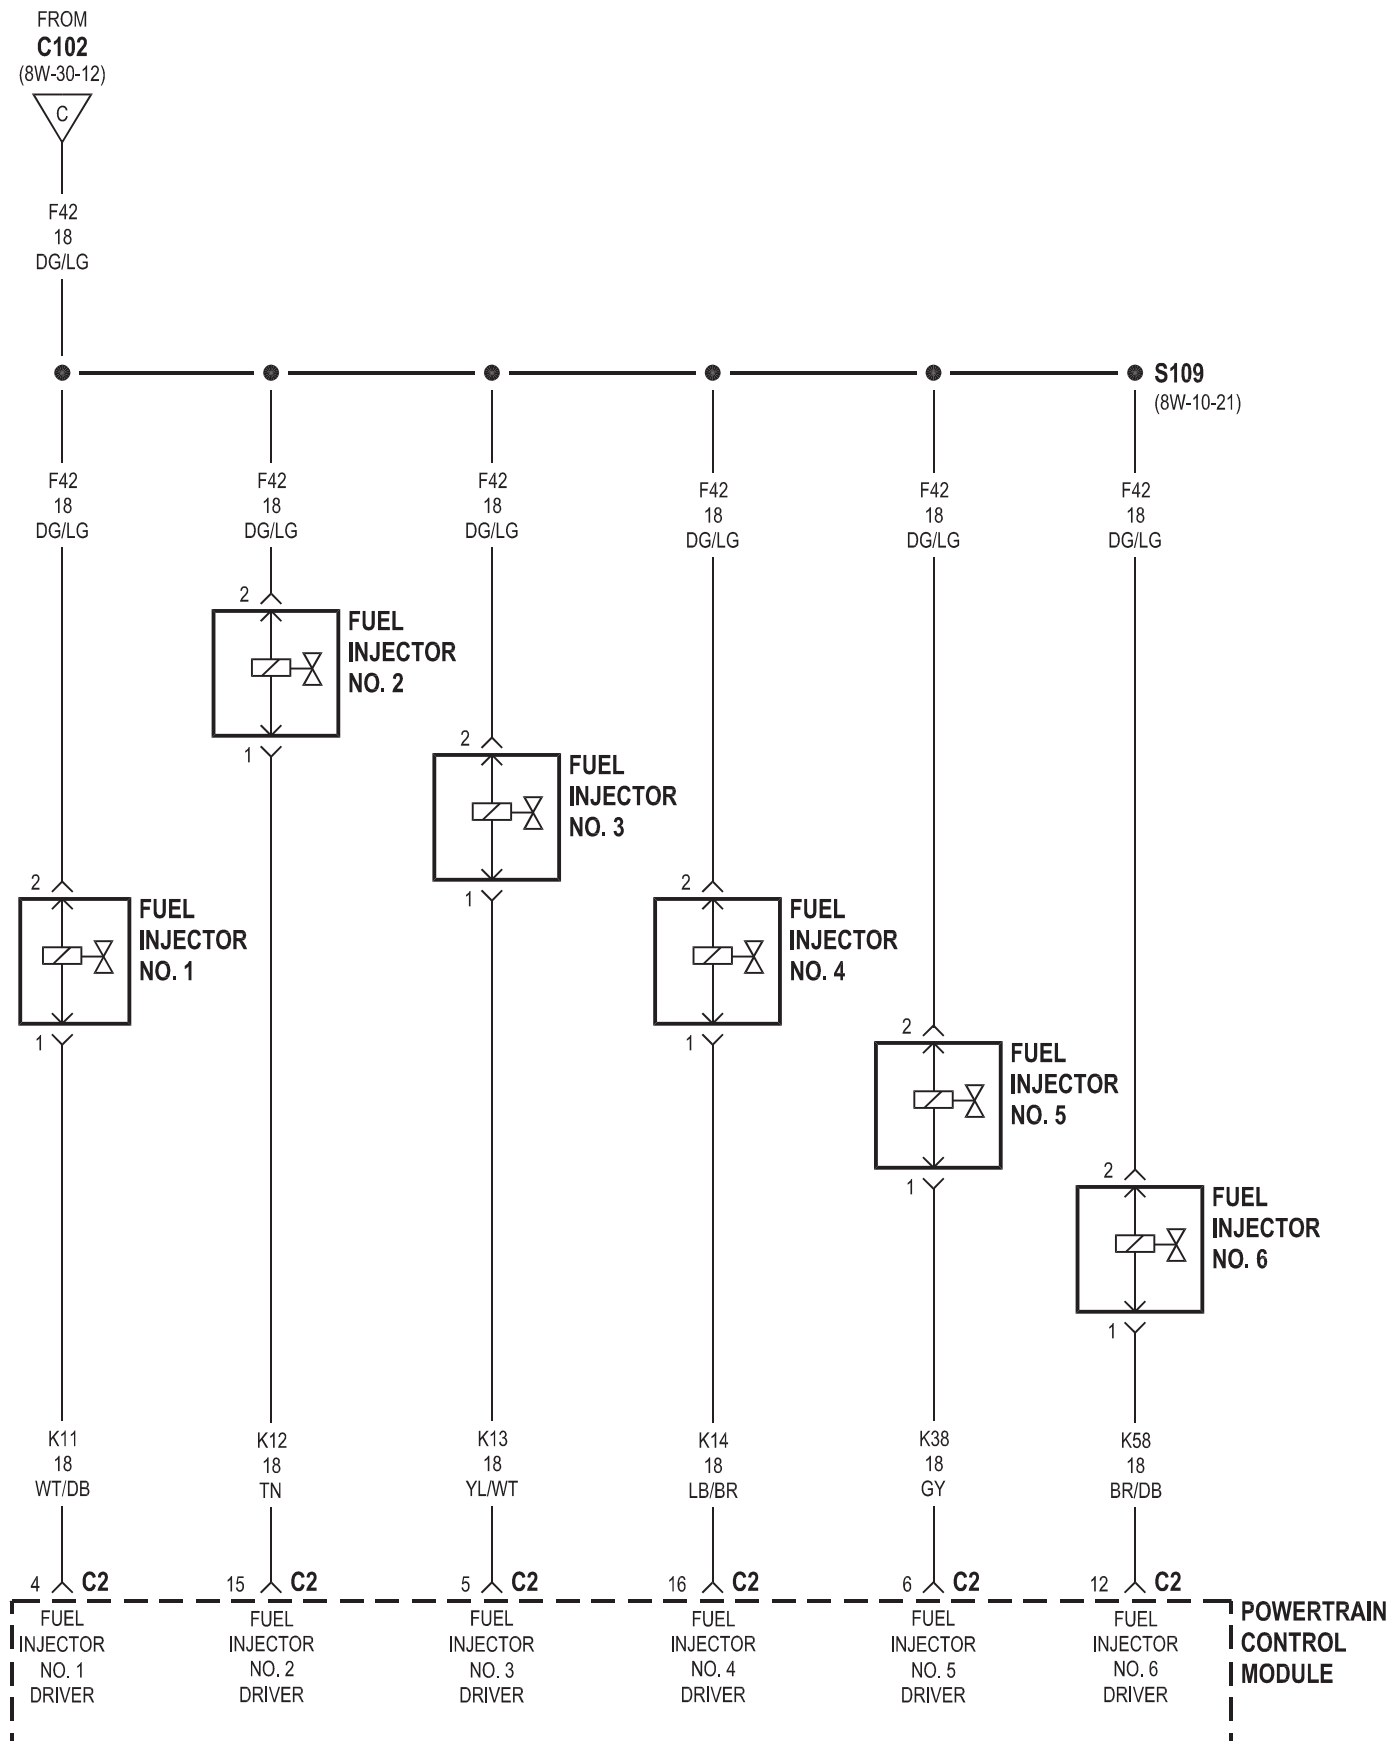 FROM
C102
(8W-30-12)
C
F42
18
DG/LG
S109
(8W-10-21)
F42
18
DG/LG
F42
18
DG/LG
F42
18
DG/LG
F42
18
DG/LG
F42
18
DG/LG
F42
18
DG/LG
2
FUEL
INJECTOR
NO. 2
1
2
FUEL
INJECTOR
NO. 3
1
2
FUEL
INJECTOR
NO. 1
1
2
FUEL
INJECTOR
NO. 4
1
2
FUEL
INJECTOR
NO. 5
1
2
FUEL
INJECTOR
NO. 6
1
K11
18
WT/DB
K12
18
TN
K13
18
YL/WT
K14
18
LB/BR
K38
18
GY
K58
18
BR/DB
4 C2
15 C2
5 C2
16 C2
6 C2
12 C2
FUEL
INJECTOR
NO. 1
DRIVER
FUEL
INJECTOR
NO. 2
DRIVER
FUEL
INJECTOR
NO. 3
DRIVER
FUEL
INJECTOR
NO. 4
DRIVER
FUEL
INJECTOR
NO. 5
DRIVER
FUEL
INJECTOR
NO. 6
DRIVER
POWERTRAIN
CONTROL
MODULE